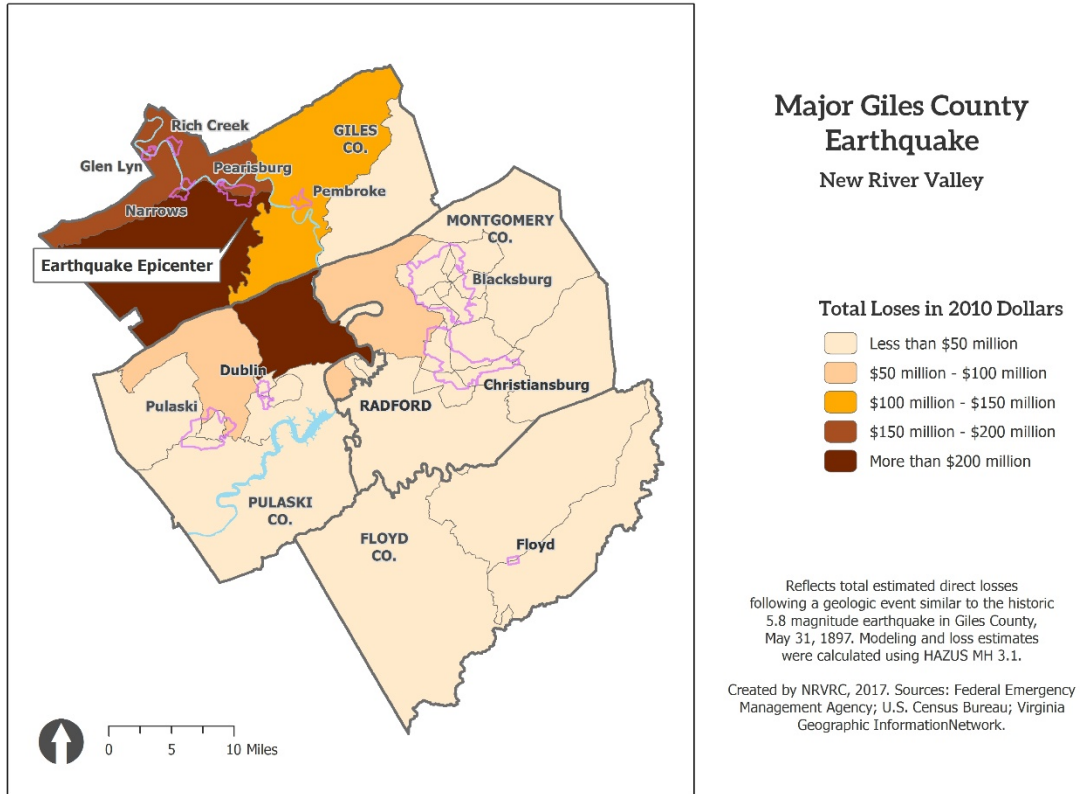 Major Giles County
Earthquake
New River Valley
Rich Creek
GILES
CO.
Glen Lyn
Pearisburg
Narrows
Pembroke
MONTGOMERY
CO.
Earthquake Epicenter
Blacksburg
Dublin
Christiansburg
Pulaski
RADFORD
PULASKI
CO.
FLOYD
CO.
Floyd
0 5 10 Miles
Total Loses in 2010 Dollars
Less than $50 million
$50 million - $100 million
$100 million - $150 million
$150 million - $200 million
More than $200 million
Reflects total estimated direct losses
following a geologic event similar to the historic
5.8 magnitude earthquake in Giles County,
May 31, 1897. Modeling and loss estimates
were calculated using HAZUS MH 3.1.
Created by NRVRC, 2017. Sources: Federal Emergency
Management Agency; U.S. Census Bureau; Virginia
Geographic InformationNetwork.